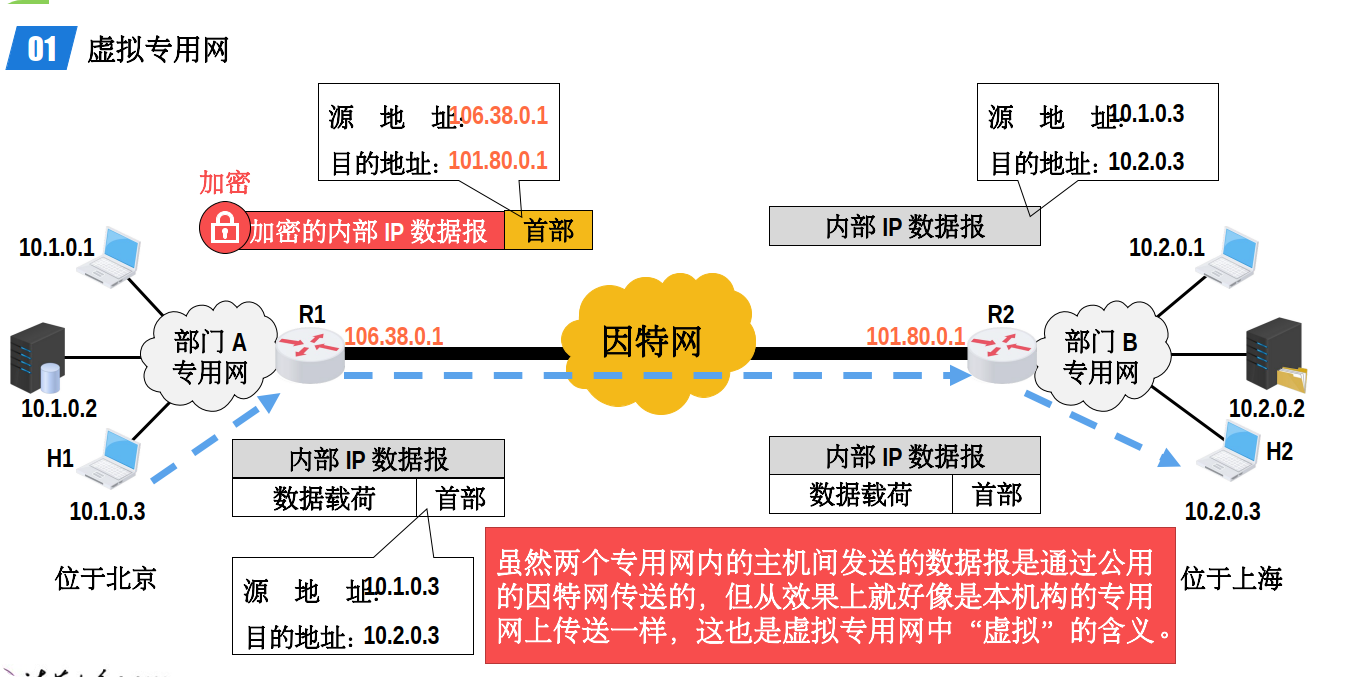 01 虚拟专用网
源 地 址: 106.38.0.1
目的地址: 101.80.0.1
源 地 址: 10.1.0.3
目的地址: 10.2.0.3
加密
加密的内部 IP 数据报 首部
内部 IP 数据报
10.1.0.1
10.2.0.1
R1
R2
106.38.0.1
因特网
101.80.0.1
部门 A
专用网
部门 B
专用网
10.1.0.2
10.2.0.2
H1
H2
10.1.0.3
10.2.0.3
内部 IP 数据报
数据载荷 首部
内部 IP 数据报
数据载荷 首部
源 地 址: 10.1.0.3
目的地址: 10.2.0.3
位于北京
位于上海
虽然两个专用网内的主机间发送的数据报是通过公用
的因特网传送的，但从效果上就好像是本机构的专用
网上传送一样，这也是虚拟专用网中“虚拟”的含义。